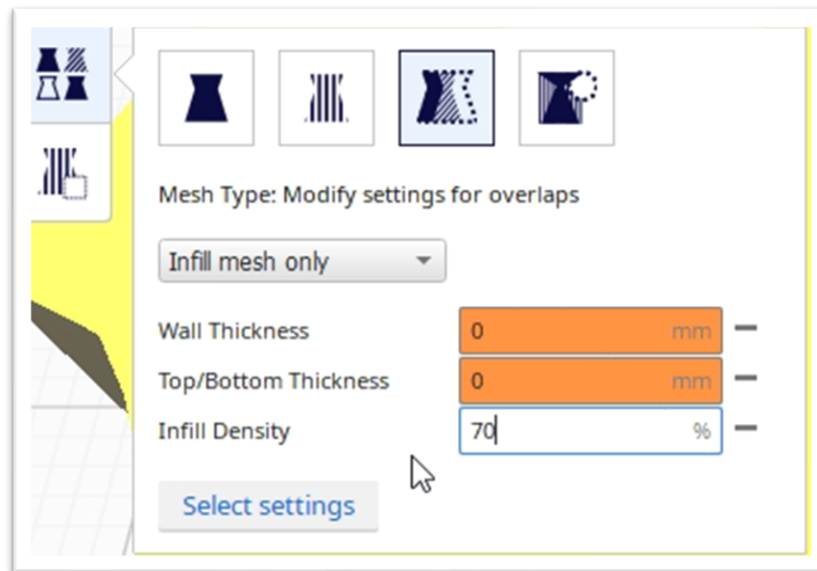 Mesh Type: Modify settings for overlaps
Infill mesh only
Wall Thickness 0 mm
Top/Bottom Thickness 0 mm
Infill Density 70 %
Select settings